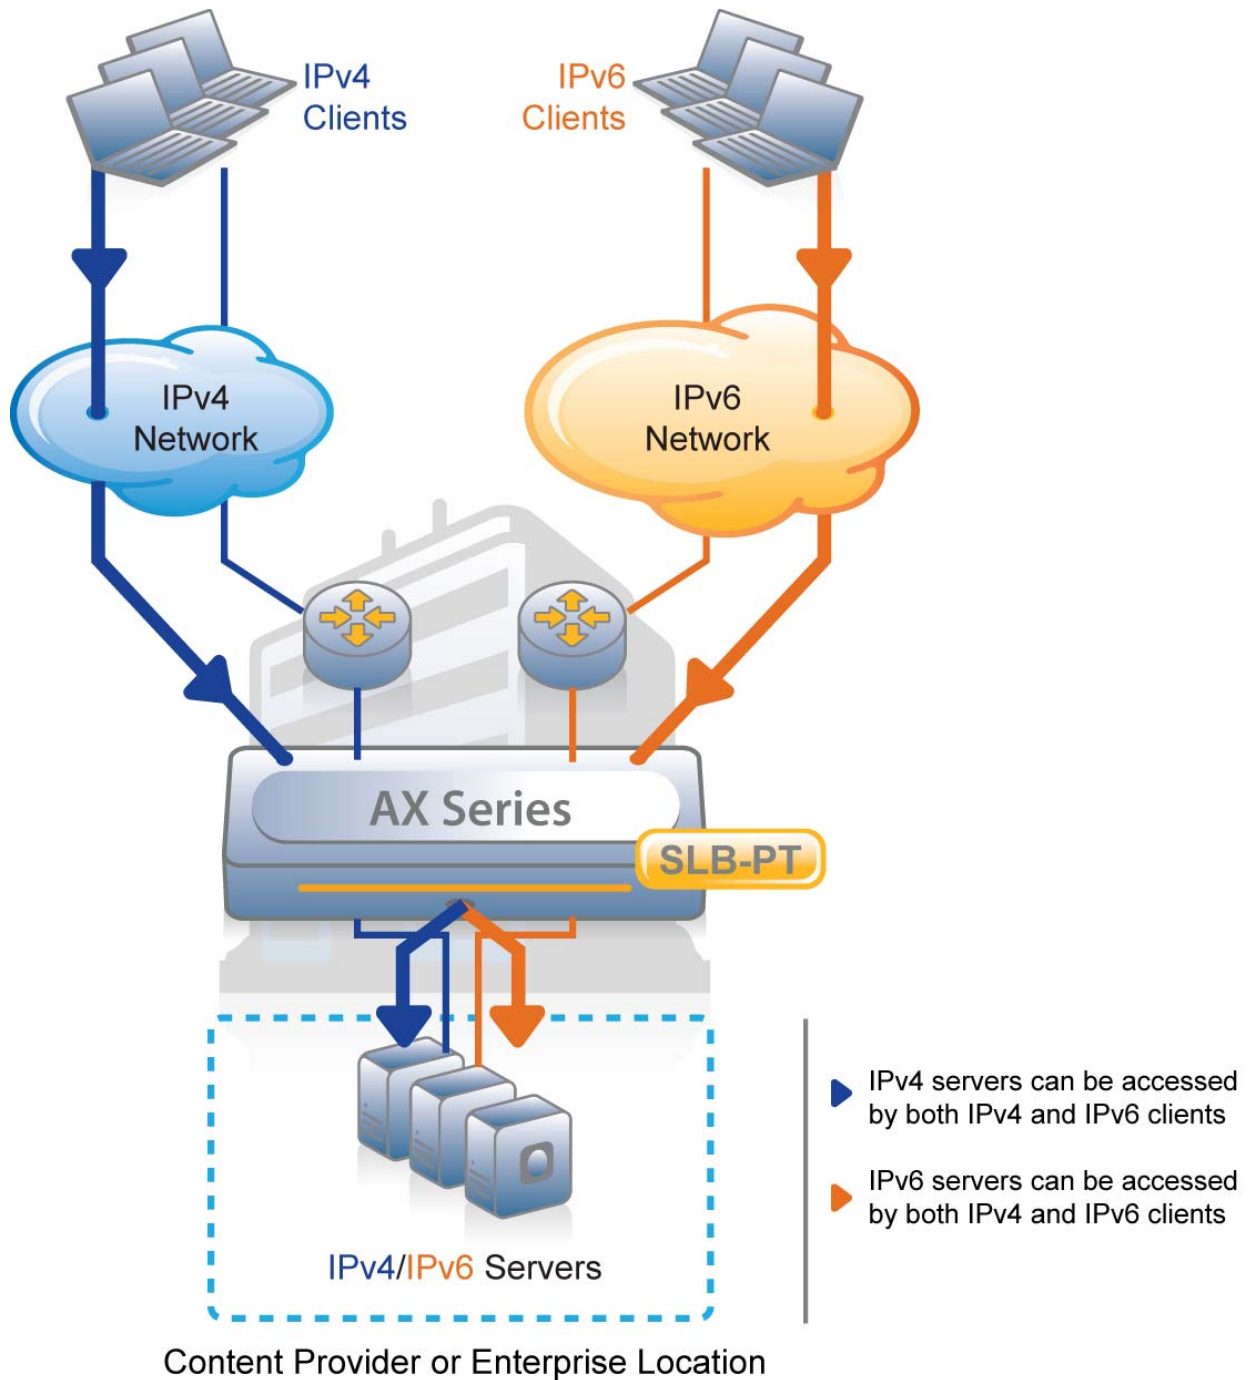 IPv4
Clients
IPv6
Clients
IPv4
Network
IPv6
Network
AX Series
SLB-PT
IPv4 servers can be accessed
by both IPv4 and IPv6 clients
IPv6 servers can be accessed
by both IPv4 and IPv6 clients
IPv4/IPv6 Servers
Content Provider or Enterprise Location